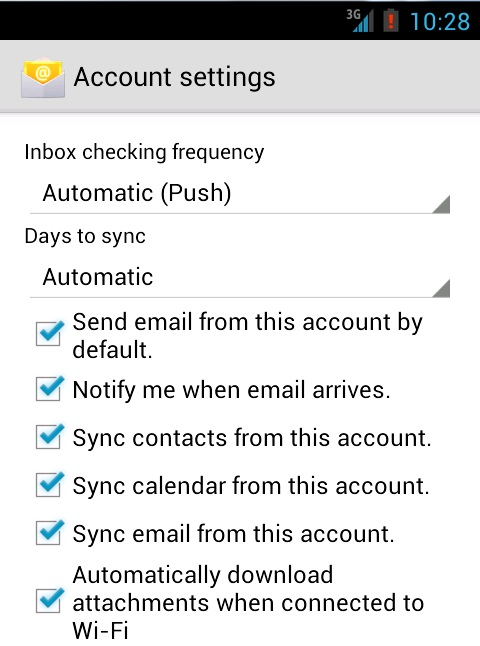 3G 10:28
@ Account settings
Inbox checking frequency
Automatic (Push)
Days to sync
Automatic
Send email from this account by
default.
Notify me when email arrives.
Sync contacts from this account.
Sync calendar from this account.
Sync email from this account.
Automatically download
attachments when connected to
Wi-Fi